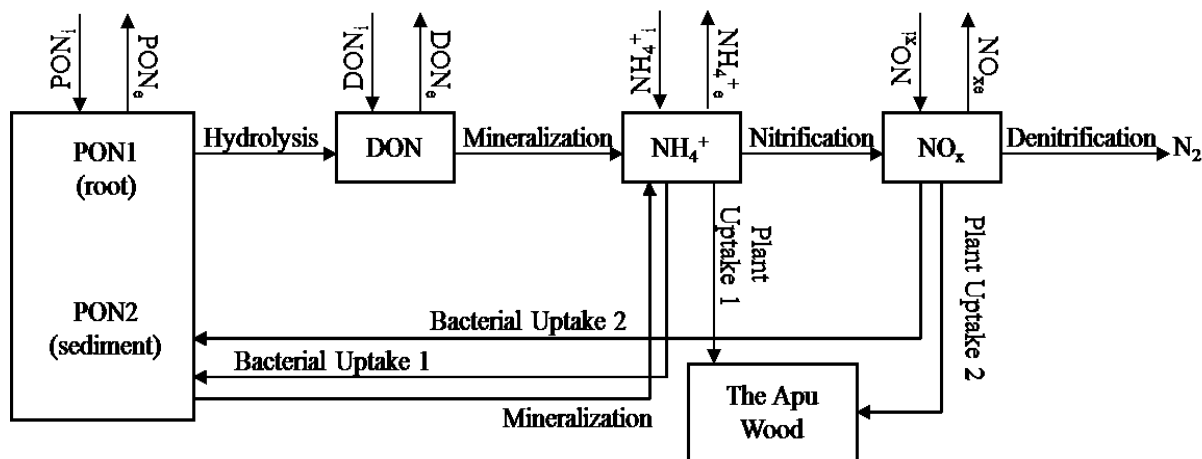 PONi
PONe
DONi
DONe
NH₄⁺i
NH₄⁺e
NOxi
NOxe
PON1
(root)
Hydrolysis
DON
Mineralization
NH₄⁺
Nitrification
NOₓ
Denitrification
N₂
Plant
Uptake 1
Plant Uptake 2
PON2
(sediment)
Bacterial Uptake 2
Bacterial Uptake 1
Mineralization
The Apu
Wood